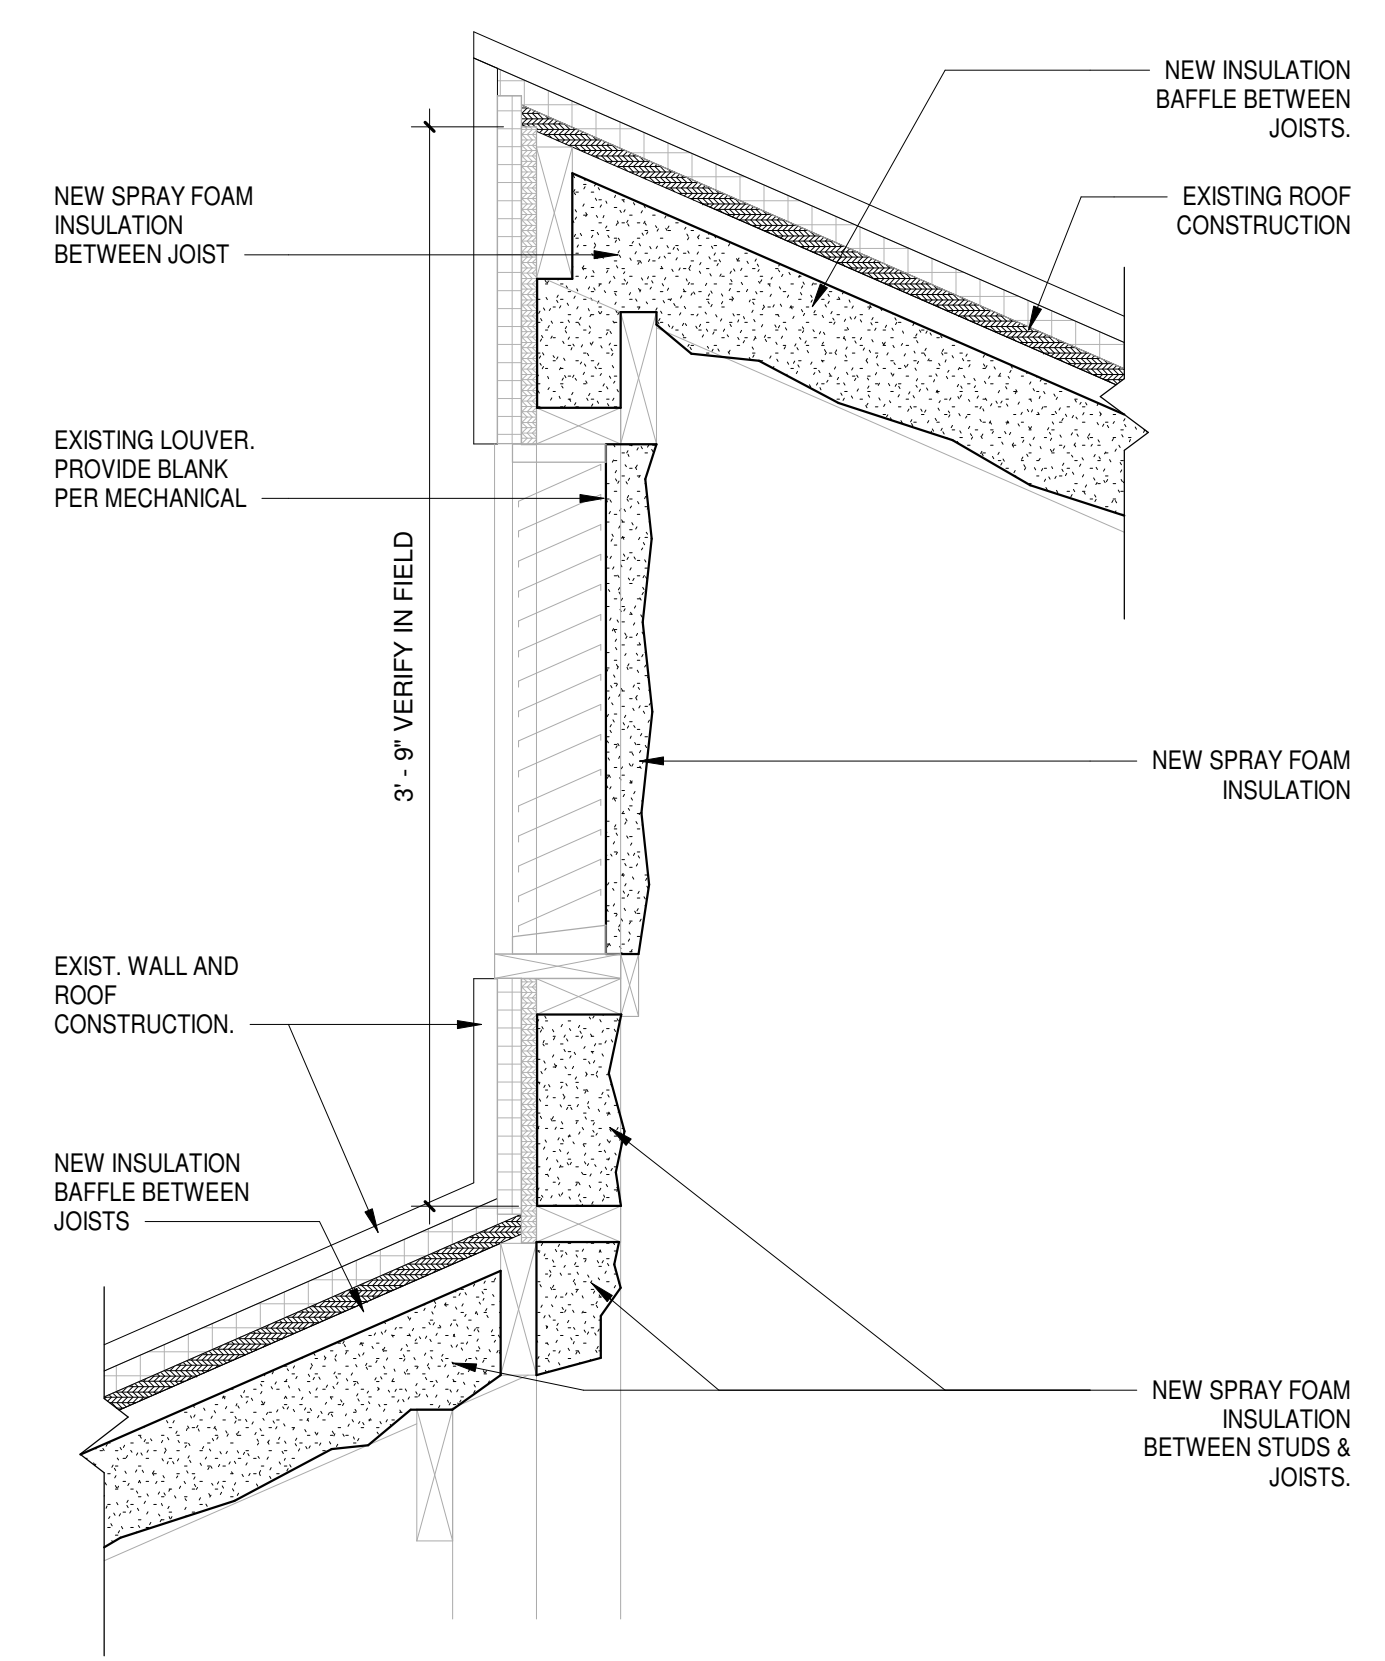 NEW INSULATION
BAFFLE BETWEEN
JOISTS.
NEW SPRAY FOAM
INSULATION
BETWEEN JOIST
EXISTING ROOF
CONSTRUCTION
EXISTING LOUVER.
PROVIDE BLANK
PER MECHANICAL
3' - 9" VERIFY IN FIELD
NEW SPRAY FOAM
INSULATION
EXIST. WALL AND
ROOF
CONSTRUCTION.
NEW INSULATION
BAFFLE BETWEEN
JOISTS
NEW SPRAY FOAM
INSULATION
BETWEEN STUDS &
JOISTS.